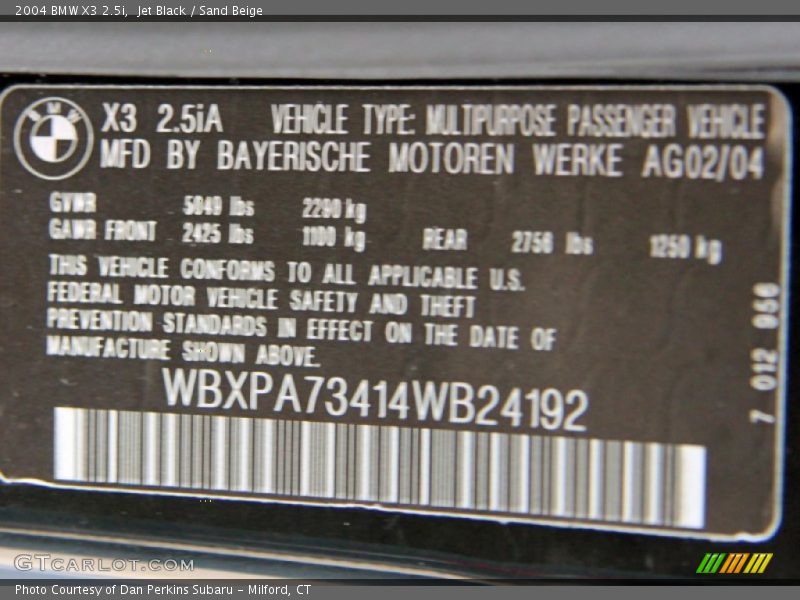 2004 BMW X3 2.5i,  Jet Black / Sand Beige
BMW
X3 2.5iA VEHICLE TYPE: MULTIPURPOSE PASSENGER VEHICLE
MFD BY BAYERISCHE MOTOREN WERKE AG02/04
GVWR 5049 lbs 2290 kg
GAWR FRONT 2425 lbs 1100 kg REAR 2756 lbs 1250 kg
THIS VEHICLE CONFORMS TO ALL APPLICABLE U.S.
FEDERAL MOTOR VEHICLE SAFETY AND THEFT
PREVENTION STANDARDS IN EFFECT ON THE DATE OF
MANUFACTURE SHOWN ABOVE.
WBXPA73414WB24192
7 012 056
GTCARLOT.COM
Photo Courtesy of Dan Perkins Subaru - Milford, CT